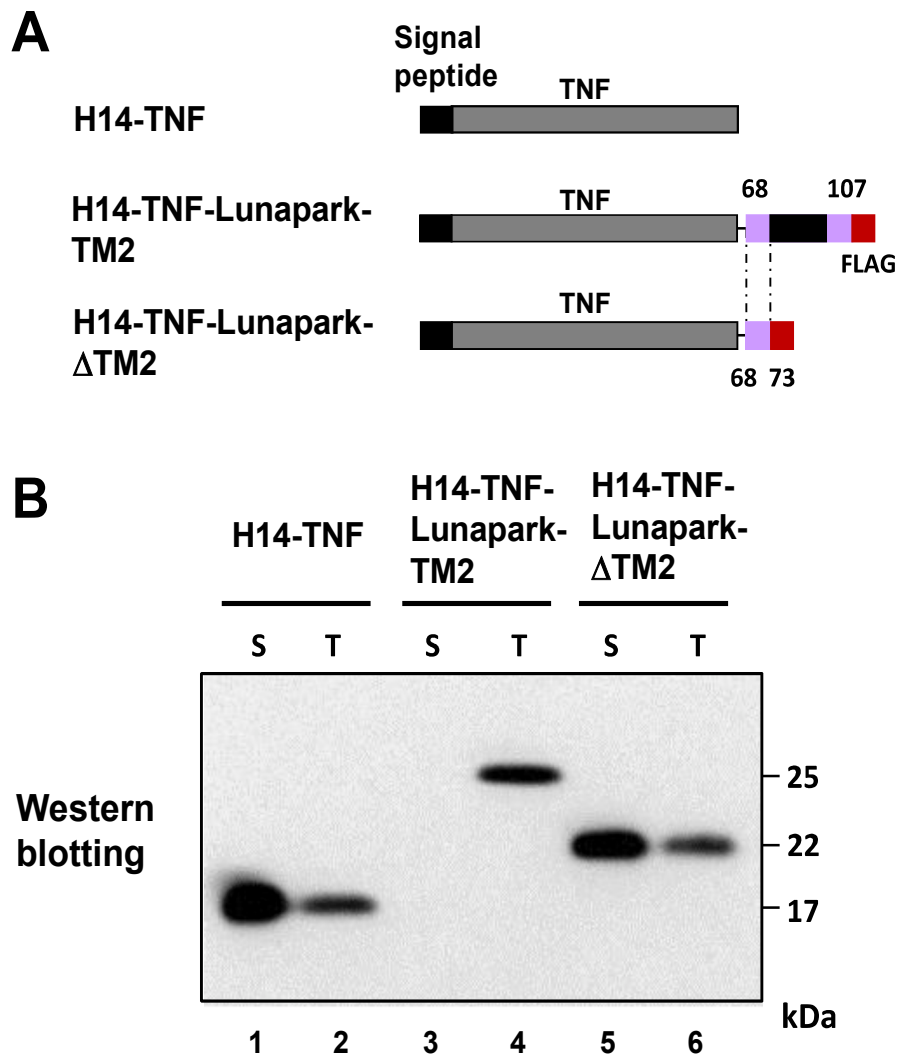 A
Signal
peptide
H14-TNF
TNF
H14-TNF-Lunapark-
TM2
TNF
68
107
FLAG
H14-TNF-Lunapark-
ΔTM2
TNF
68
73
B
H14-TNF
H14-TNF-
Lunapark-
TM2
H14-TNF-
Lunapark-
ΔTM2
S T S T S T
Western
blotting
25
22
17
kDa
1 2 3 4 5 6